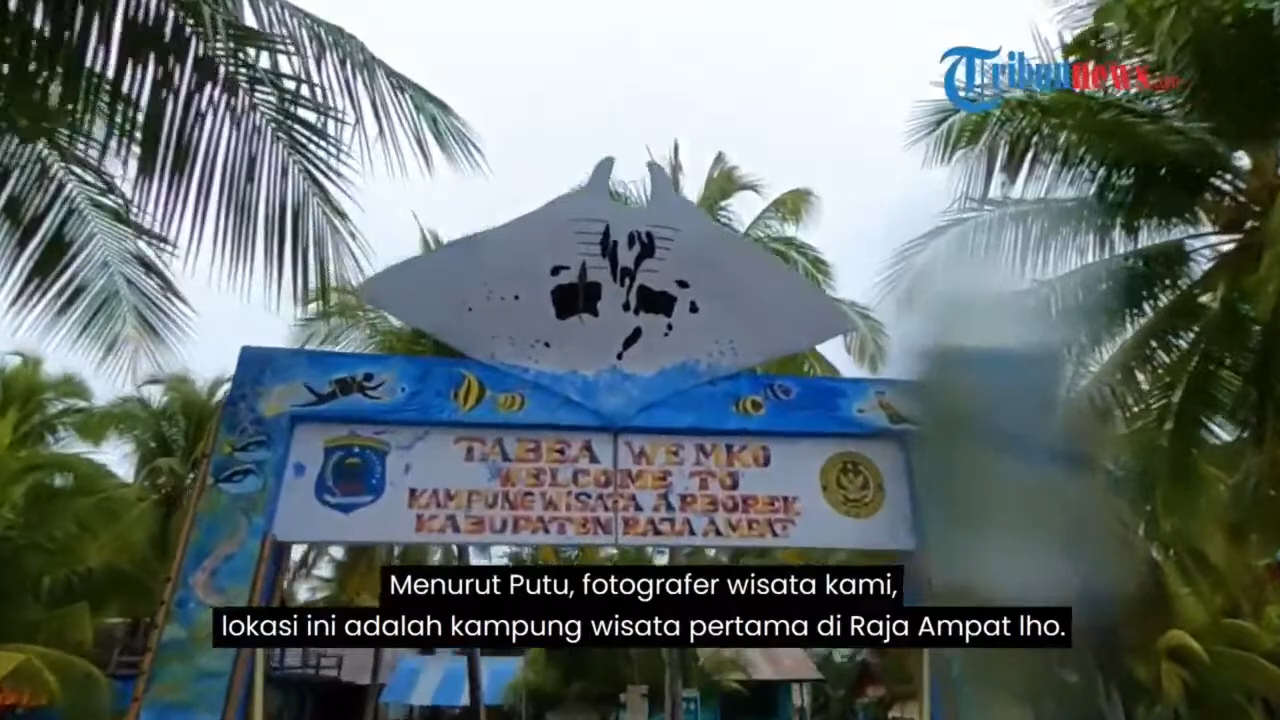 Tribunnews.com
TABEA WE MKO
WELCOME TO
KAMPUNG WISATA ARBOREK
KABUPATEN RAJA AMPAT
Menurut Putu, fotografer wisata kami,
lokasi ini adalah kampung wisata pertama di Raja Ampat lho.